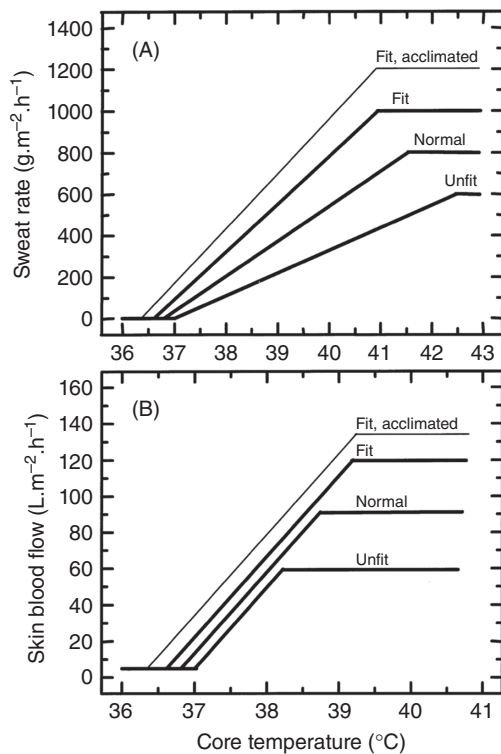 (A)
Sweat rate (g.m⁻².h⁻¹)
1400
1200
1000
800
600
400
200
0
Fit, acclimated
Fit
Normal
Unfit
36 37 38 39 40 41 42 43
(B)
Skin blood flow (L.m⁻².h⁻¹)
160
140
120
100
80
60
40
20
0
Fit, acclimated
Fit
Normal
Unfit
36 37 38 39 40 41
Core temperature (°C)